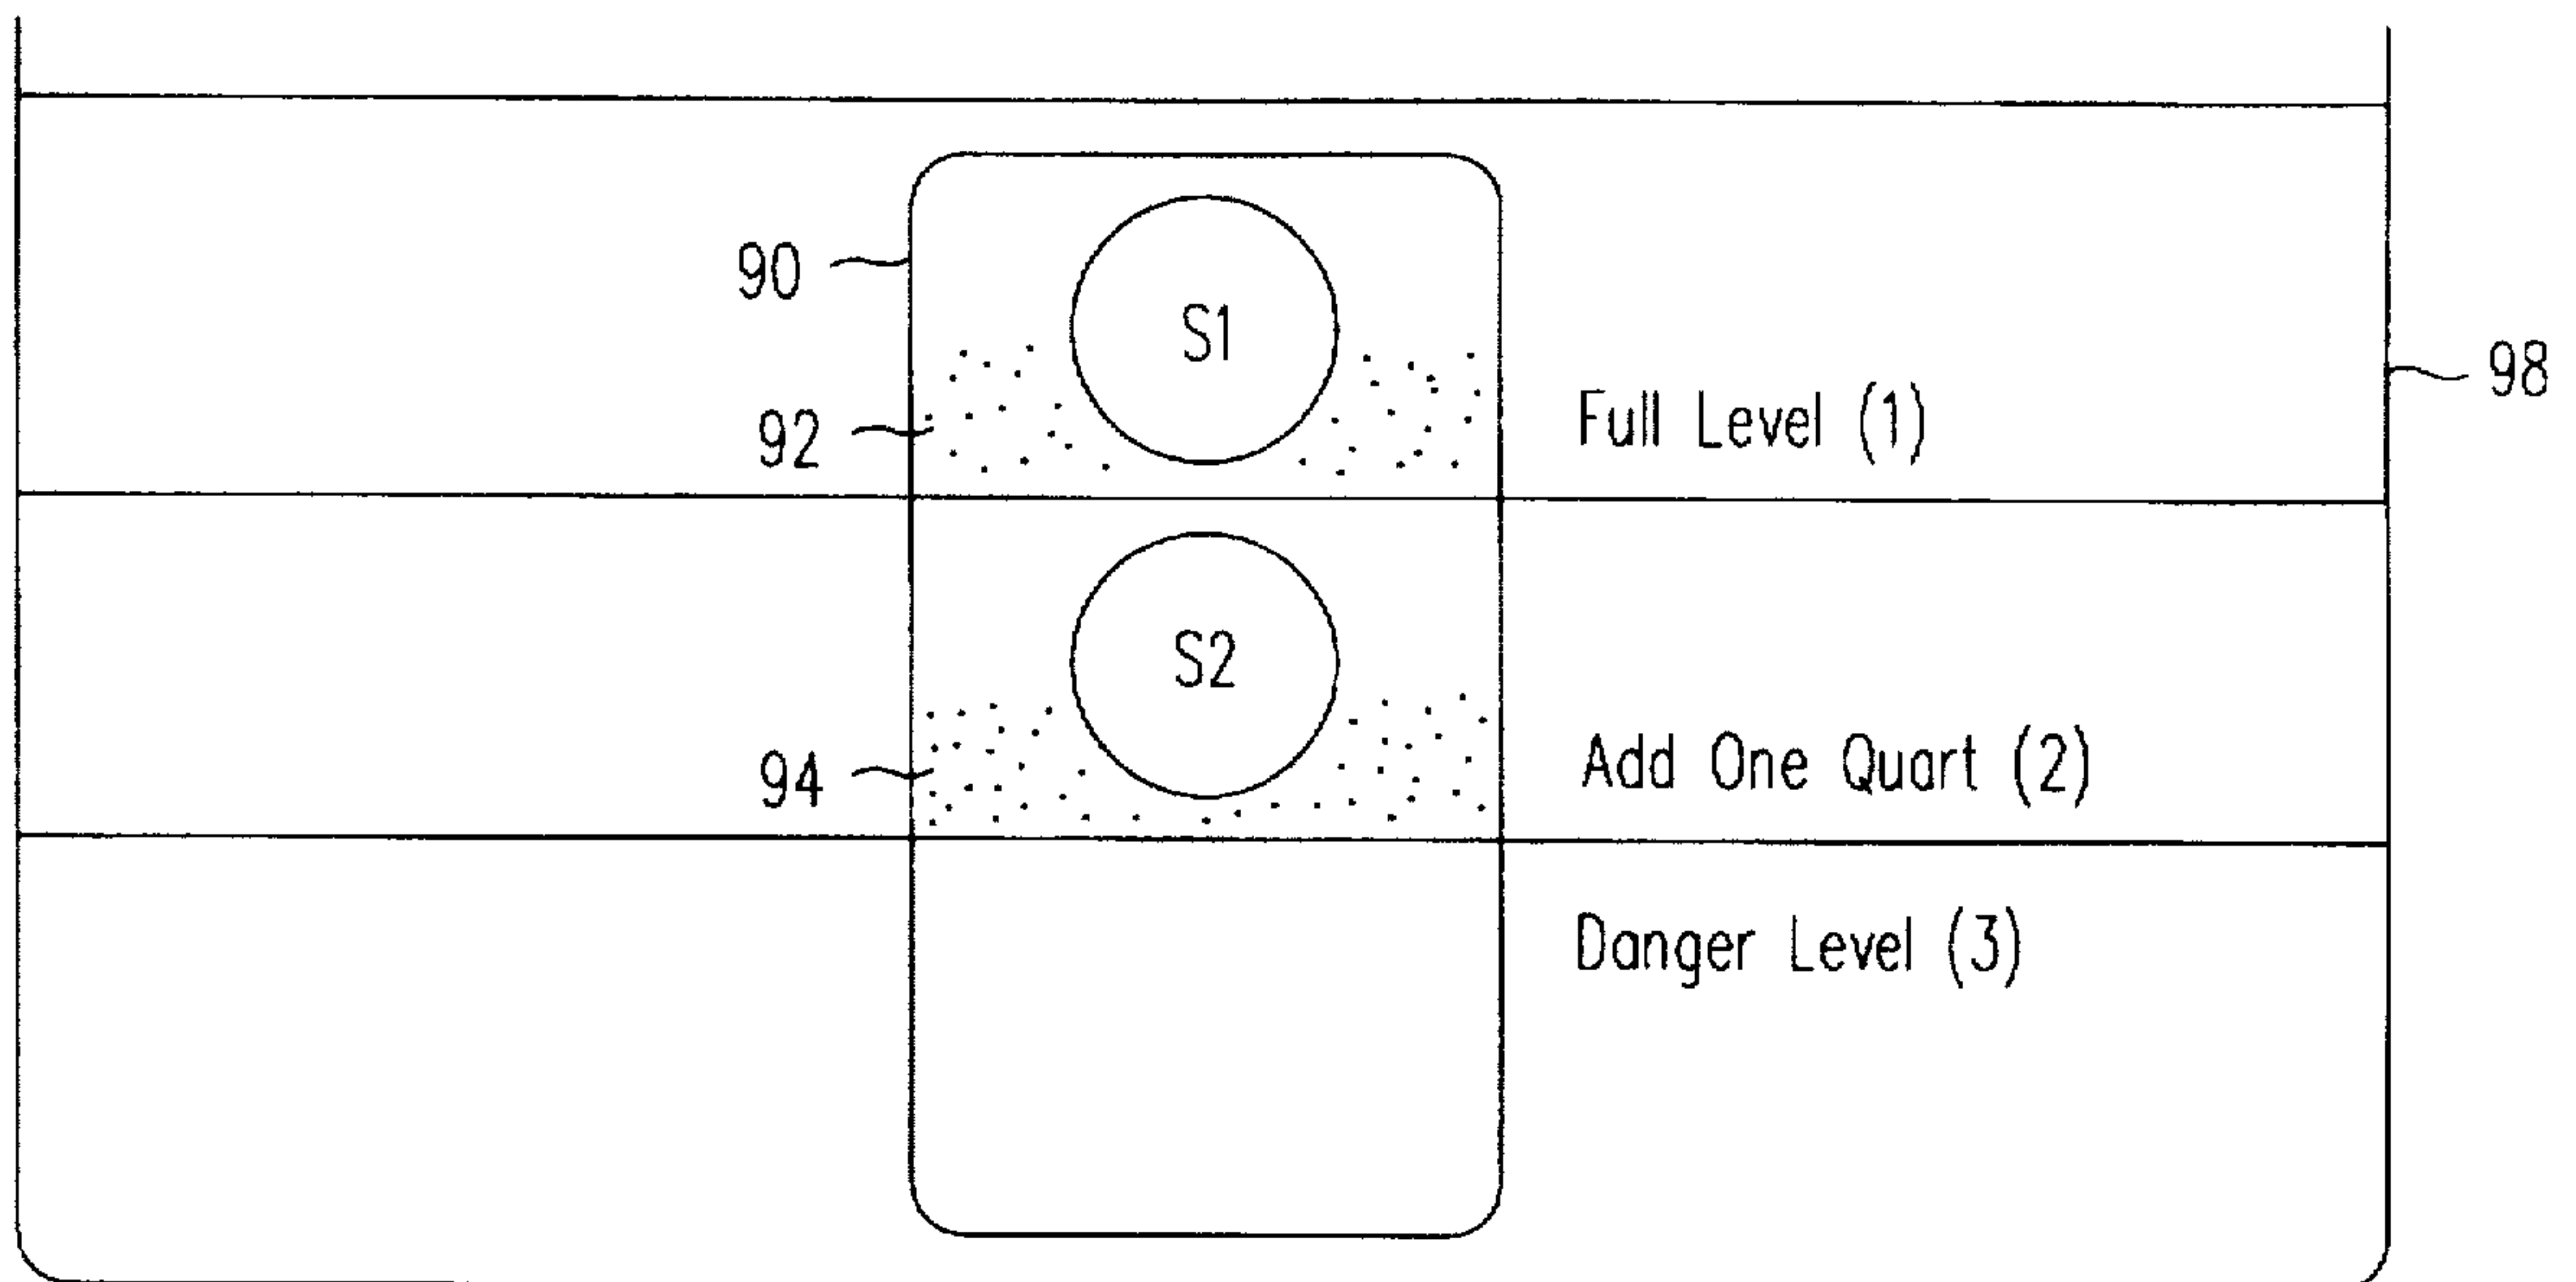 90
S1
98
92
Full Level (1)
S2
94
Add One Quart (2)
Danger Level (3)